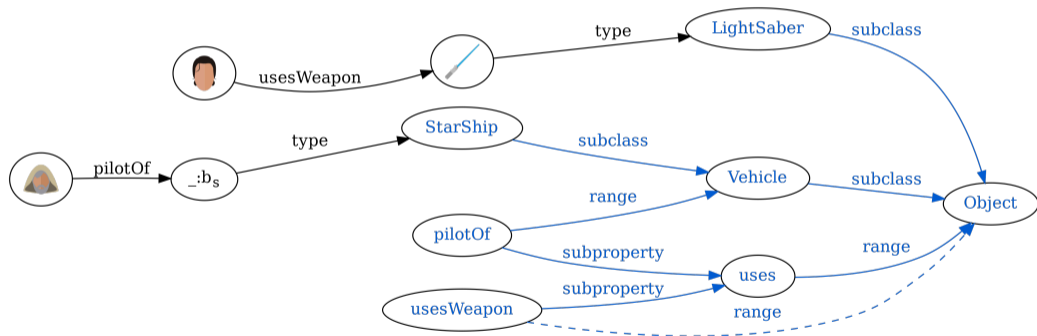 LightSaber
type
subclass
usesWeapon
StarShip
type
subclass
pilotOf
_:bₛ
Vehicle
subclass
range
Object
pilotOf
subproperty
range
uses
subproperty
usesWeapon
range